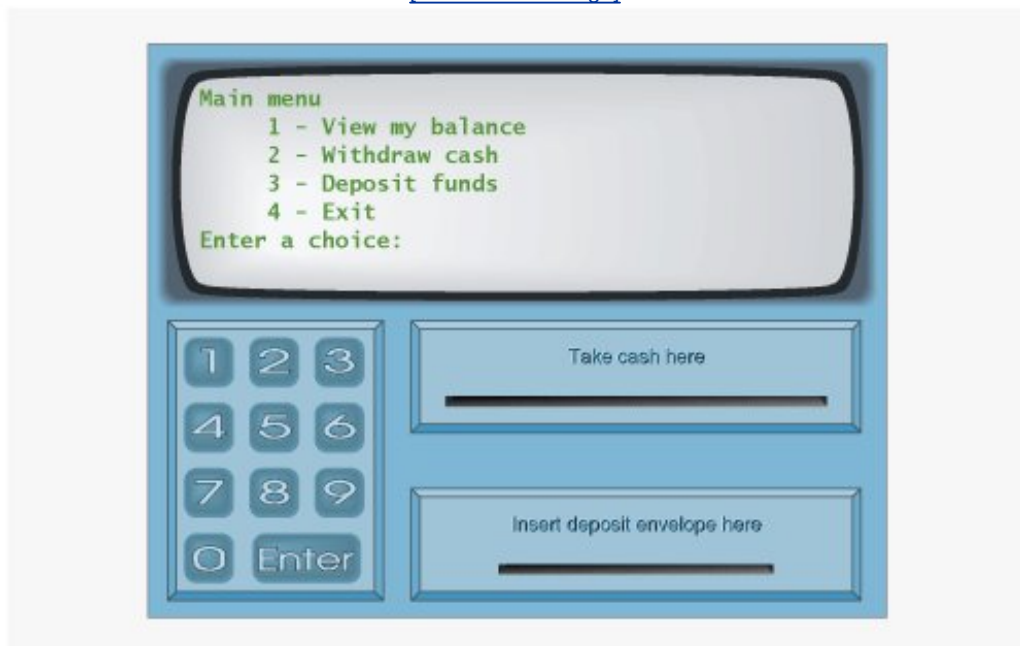 Main menu
1 - View my balance
2 - Withdraw cash
3 - Deposit funds
4 - Exit
Enter a choice:
1 2 3
4 5 6
7 8 9
0 Enter
Take cash here
Insert deposit envelope here